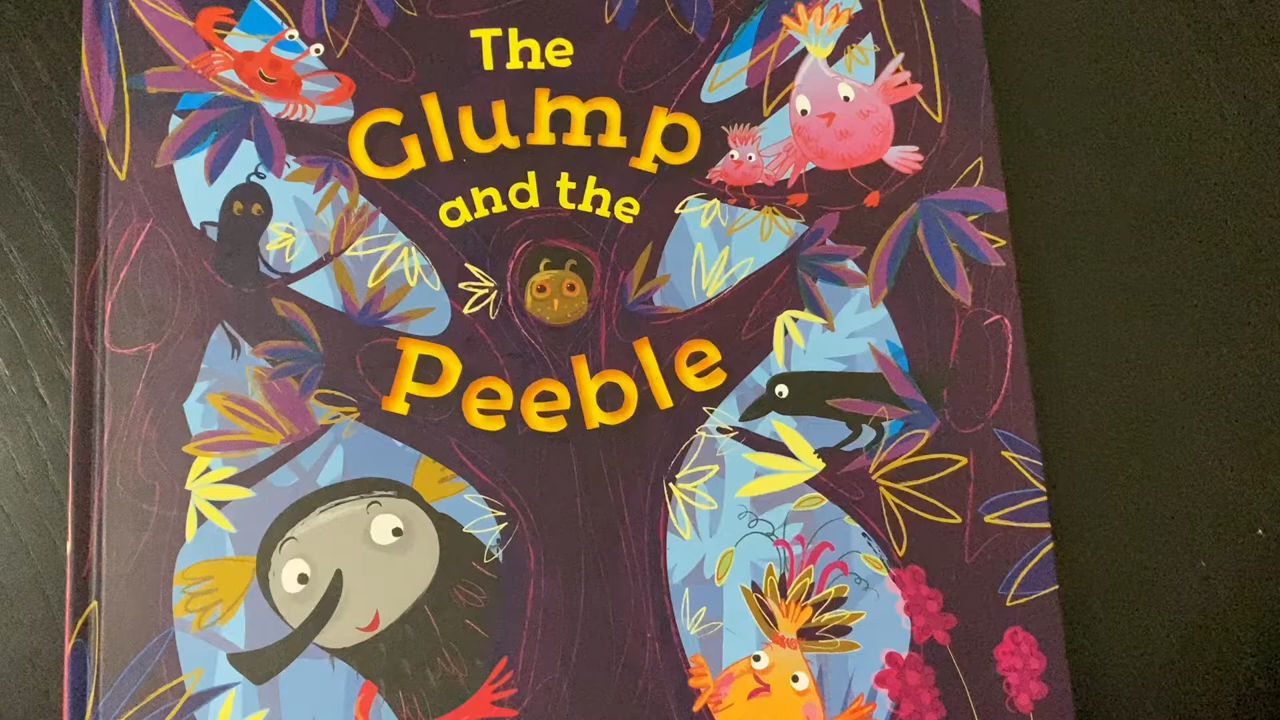 The
Glump
and the
Peeble